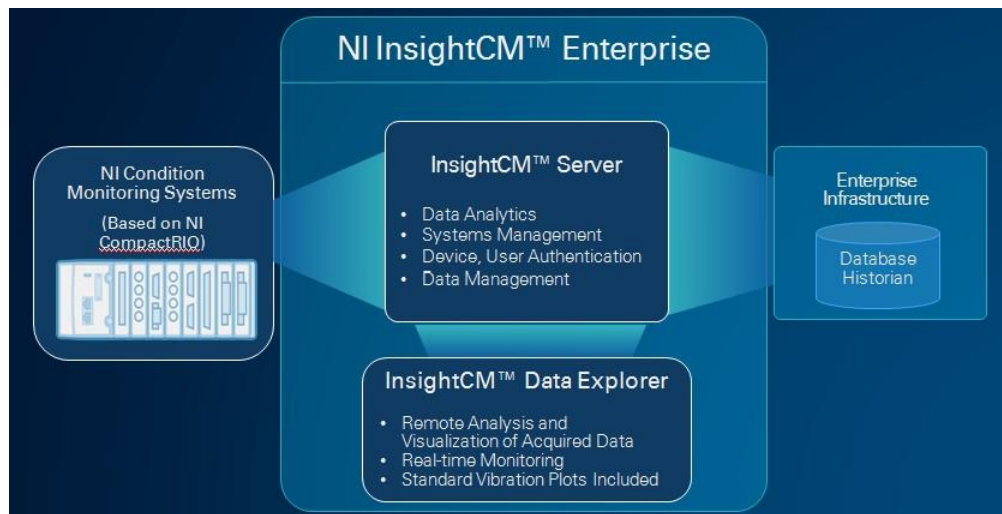 NI InsightCM™ Enterprise
NI Condition
Monitoring Systems
(Based on NI
CompactRIO)
InsightCM™ Server
• Data Analytics
• Systems Management
• Device, User Authentication
• Data Management
Enterprise
Infrastructure
Database
Historian
InsightCM™ Data Explorer
• Remote Analysis and
Visualization of Acquired Data
• Real-time Monitoring
• Standard Vibration Plots Included